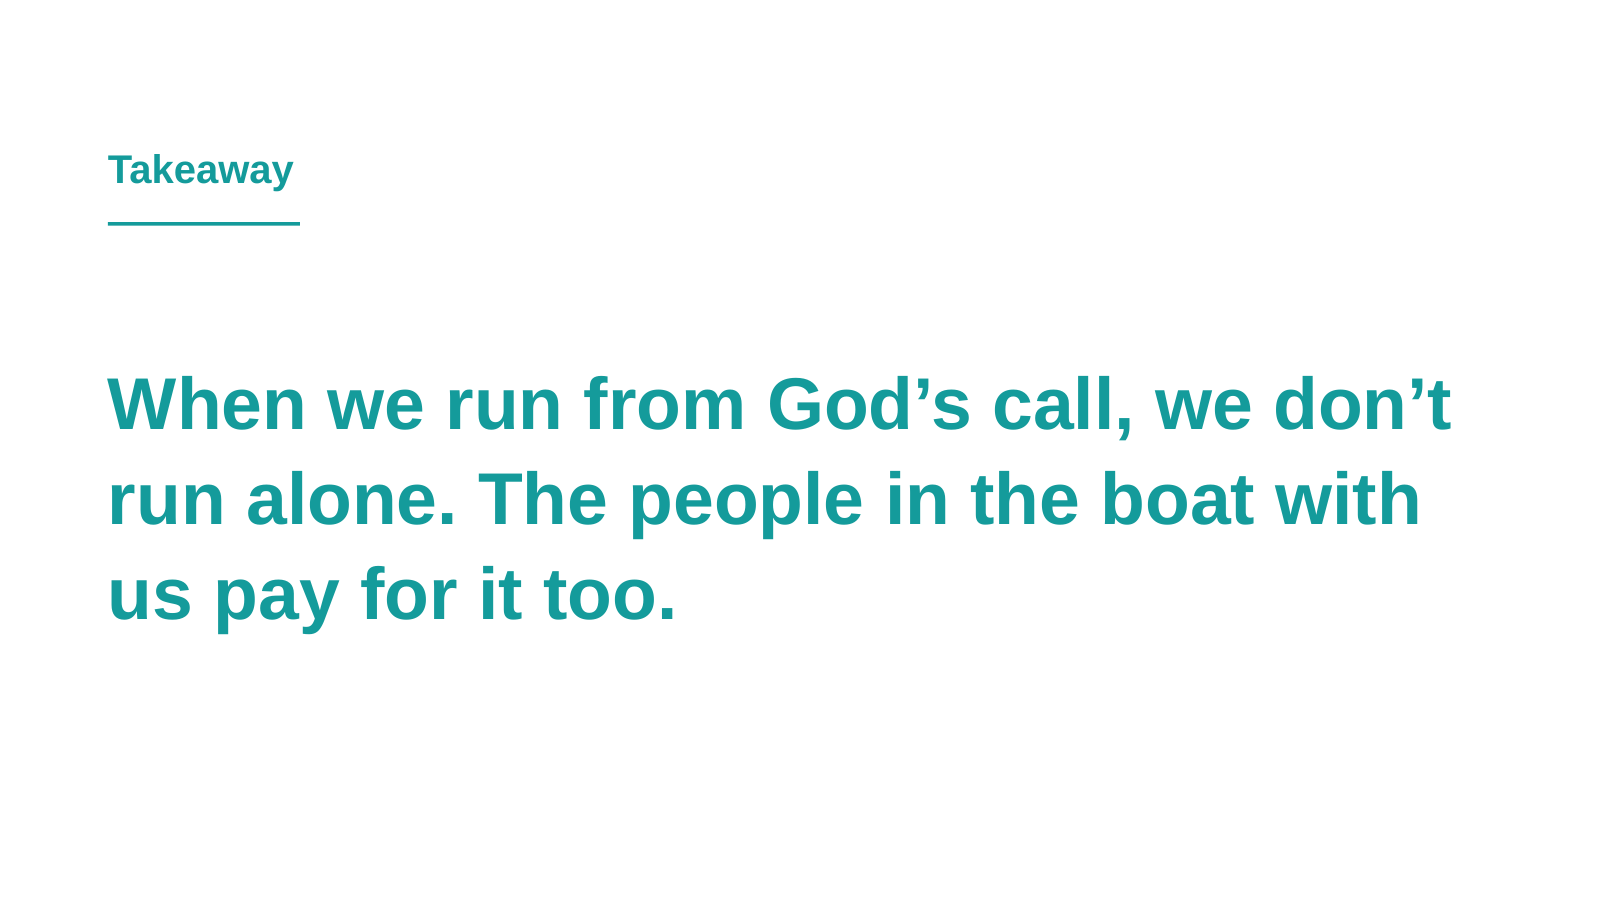 Takeaway
When we run from God’s call, we don’t
run alone. The people in the boat with
us pay for it too.